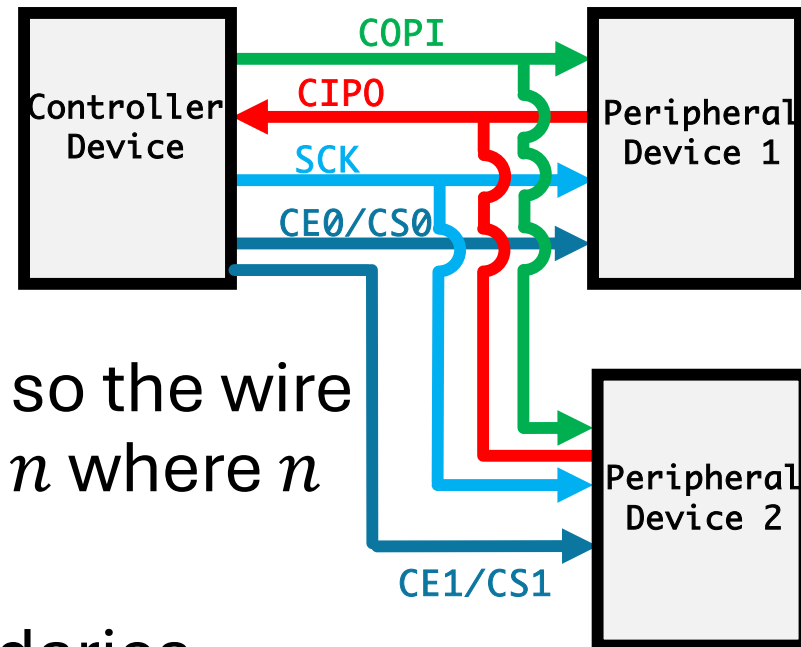 COPI
CIPO
Controller
Device
Peripheral
Device 1
SCK
CE0/CS0
so the wire
n where n
Peripheral
Device 2
CE1/CS1